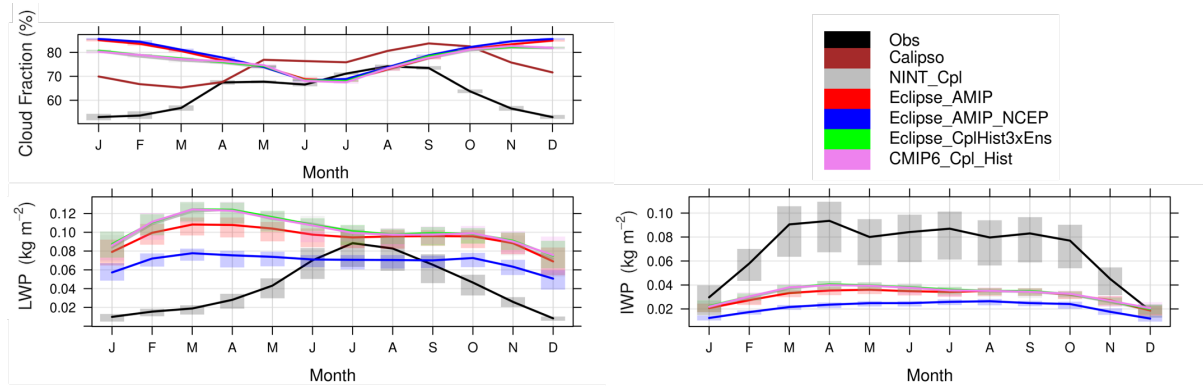 Cloud Fraction (%)
80
70
60
J F M A M J J A S O N D
Month
Obs
Calipso
NINT_Cpl
Eclipse_AMIP
Eclipse_AMIP_NCEP
Eclipse_CplHist3xEns
CMIP6_Cpl_Hist
LWP (kg m−2)
0.12
0.10
0.08
0.06
0.04
0.02
J F M A M J J A S O N D
Month
IWP (kg m−2)
0.10
0.08
0.06
0.04
0.02
J F M A M J J A S O N D
Month